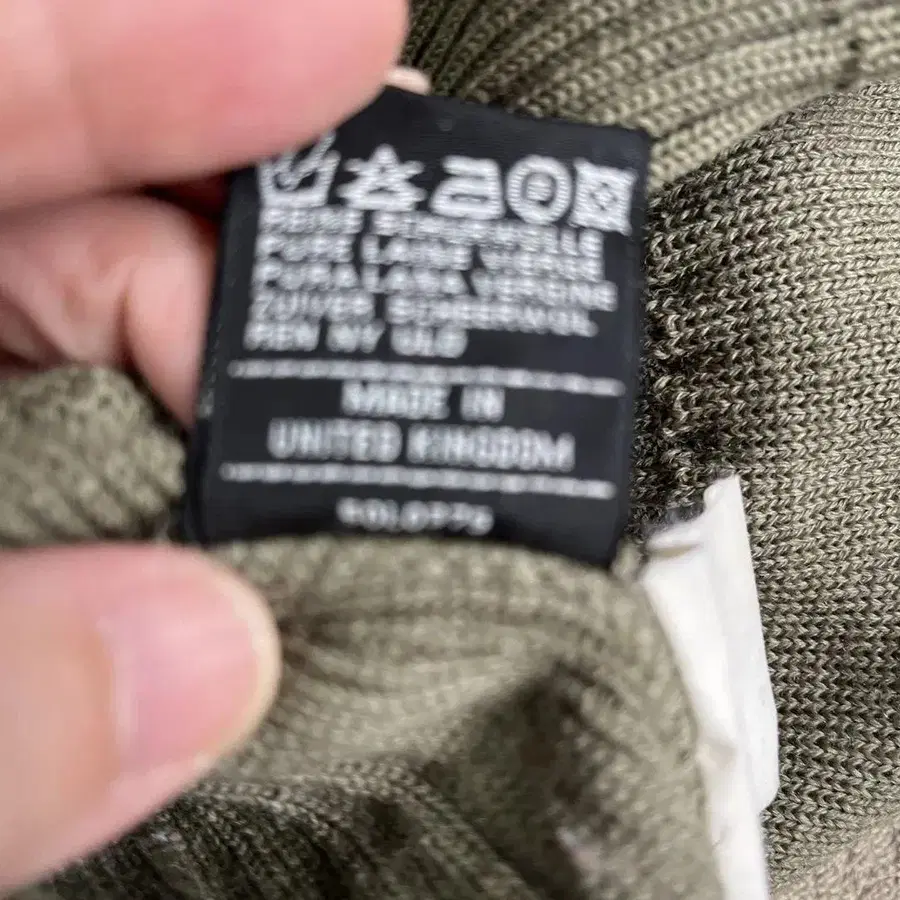 REINE SCHURWOLLE
PURE LAINE VIERGE
PURA LANA VERGINE
ZUIVER SCHEERWOL
REN NY ULD
MADE IN
UNITED KINGDOM